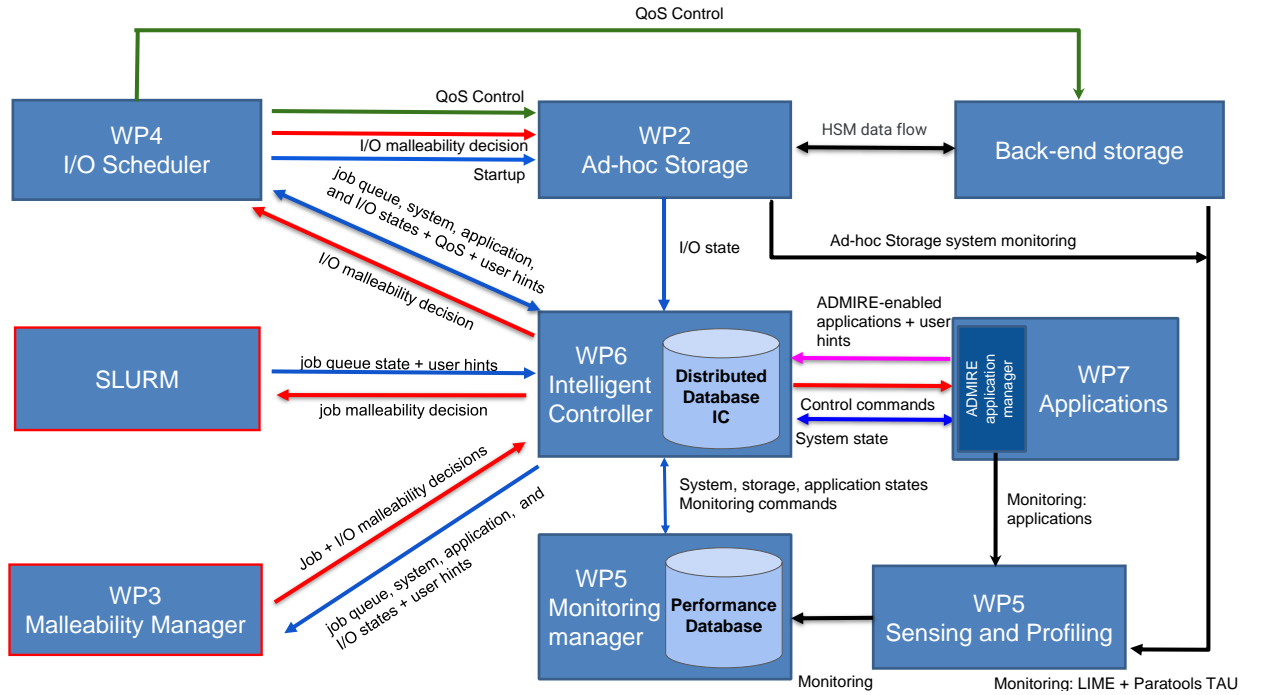 QoS Control
WP4
I/O Scheduler
QoS Control
I/O malleability decision
Startup
WP2
Ad-hoc Storage
HSM data flow
Back-end storage
job queue, system, application,
and I/O states + QoS + user hints
I/O malleability decision
I/O state
Ad-hoc Storage system monitoring
SLURM
job queue state + user hints
job malleability decision
WP6
Intelligent
Controller
Distributed
Database
IC
ADMIRE-enabled
applications + user
hints
Control commands
System state
ADMIRE
application
manager
WP7
Applications
Job + I/O malleability decisions
job queue, system, application, and
I/O states + user hints
System, storage, application states
Monitoring commands
Monitoring:
applications
WP3
Malleability Manager
WP5
Monitoring
manager
Performance
Database
WP5
Sensing and Profiling
Monitoring
Monitoring: LIME + Paratools TAU